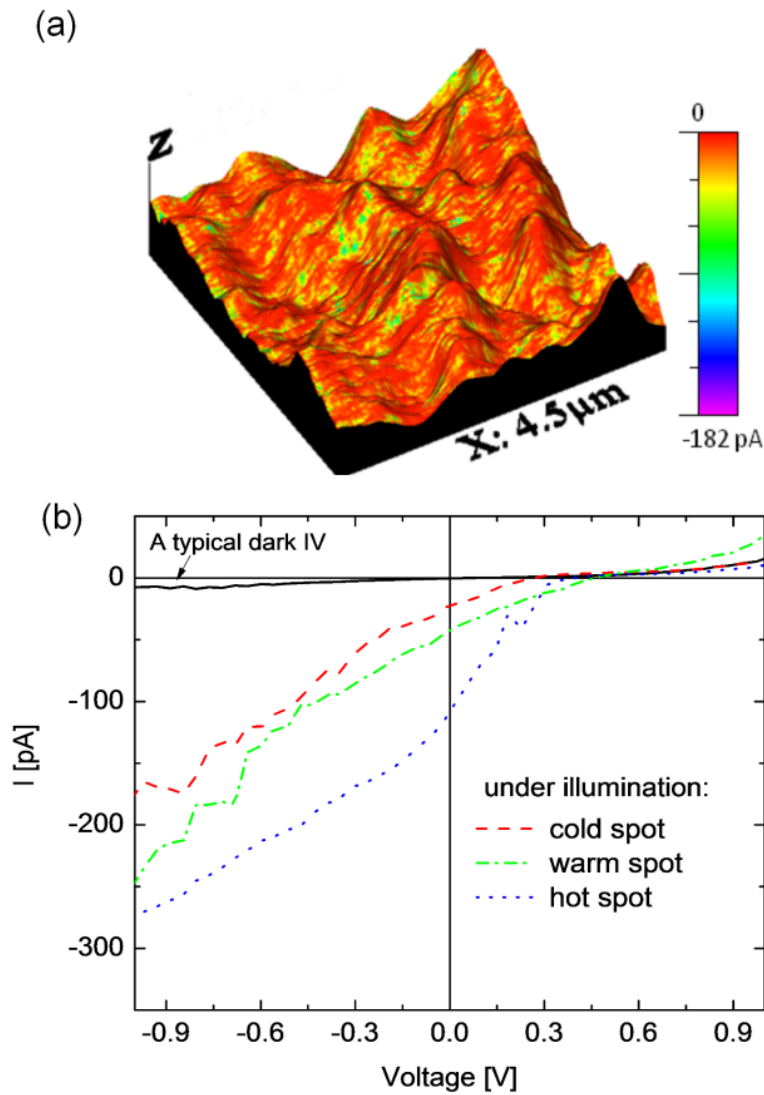 (a)
Z
X: 4.5μm
0
-182 pA
(b)
A typical dark IV
0
-100
-200
-300
I [pA]
under illumination:
cold spot
warm spot
hot spot
-0.9 -0.6 -0.3 0.0 0.3 0.6 0.9
Voltage [V]